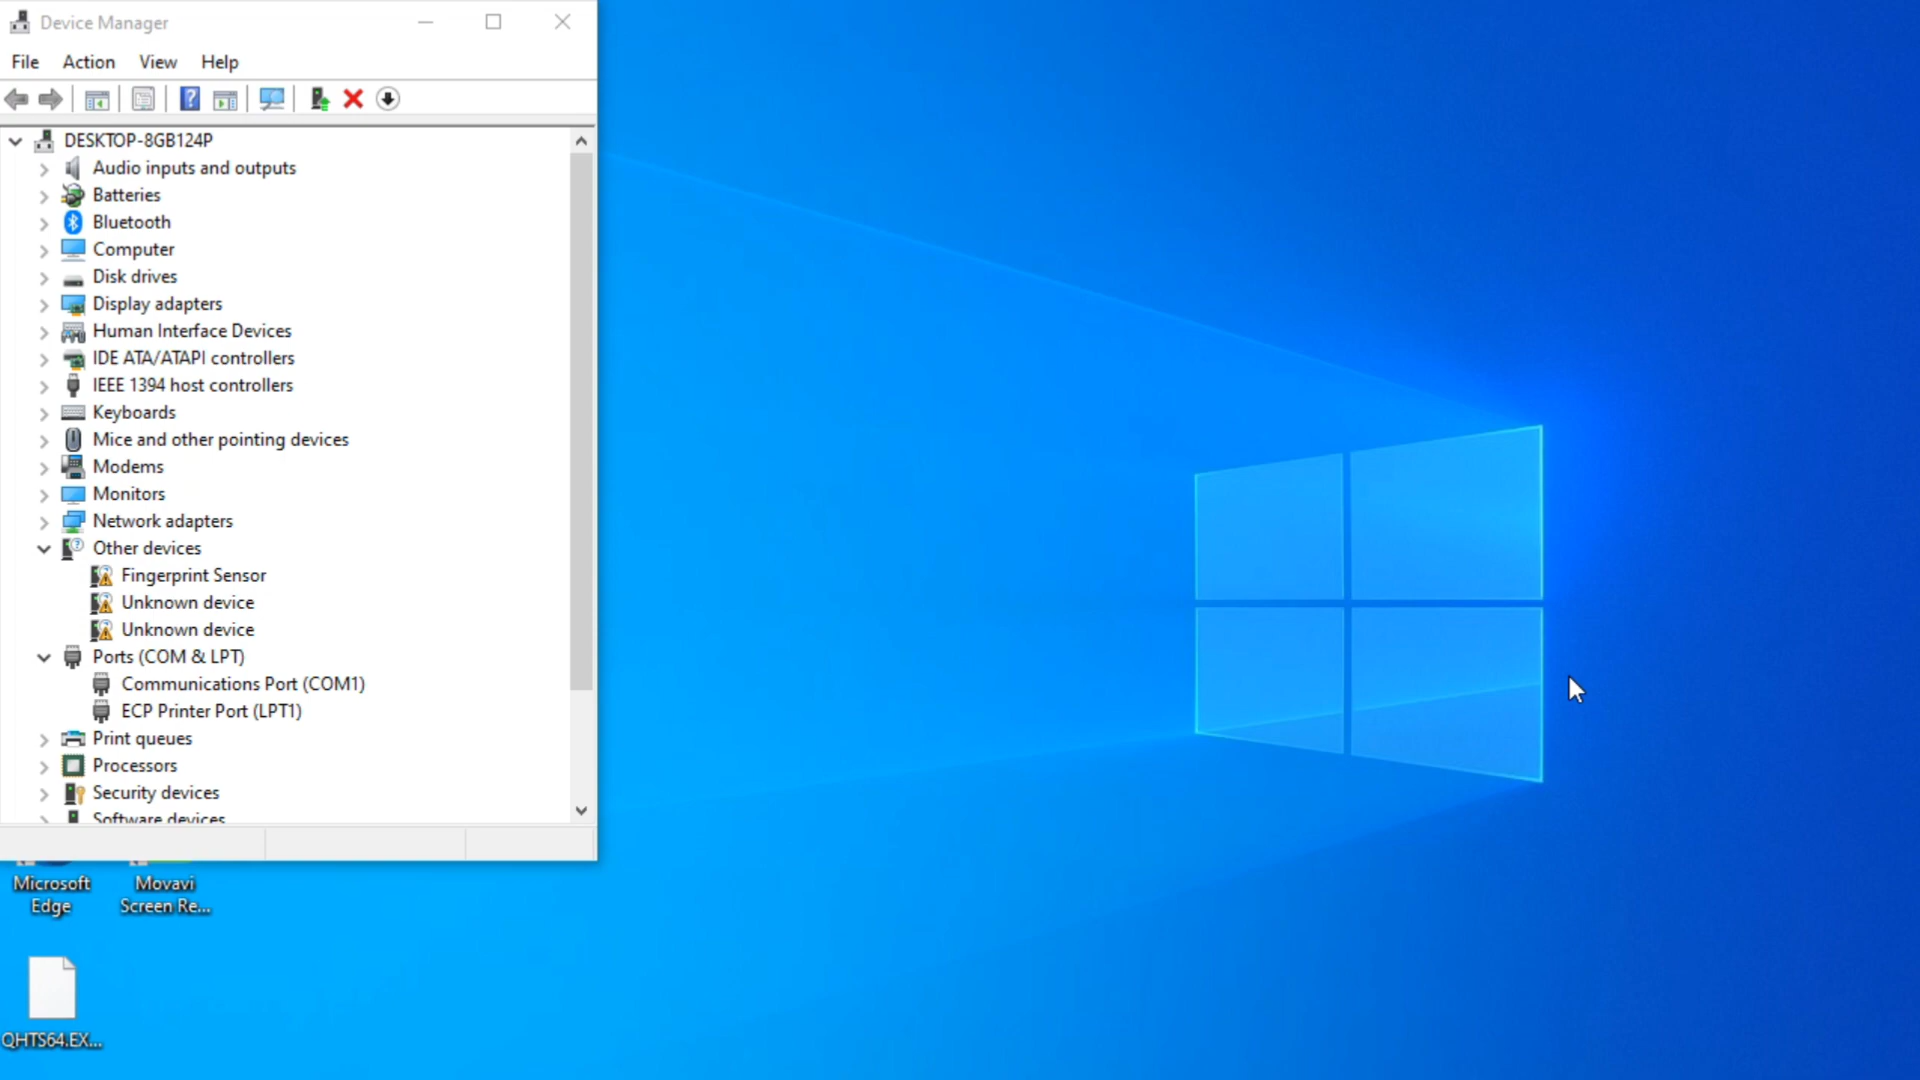 Device Manager
File Action View Help
DESKTOP-8GB124P
Audio inputs and outputs
Batteries
Bluetooth
Computer
Disk drives
Display adapters
Human Interface Devices
IDE ATA/ATAPI controllers
IEEE 1394 host controllers
Keyboards
Mice and other pointing devices
Modems
Monitors
Network adapters
Other devices
Fingerprint Sensor
Unknown device
Unknown device
Ports (COM & LPT)
Communications Port (COM1)
ECP Printer Port (LPT1)
Print queues
Processors
Security devices
Software devices
Microsoft Edge
Movavi Screen Re...
QHTS64.EX...